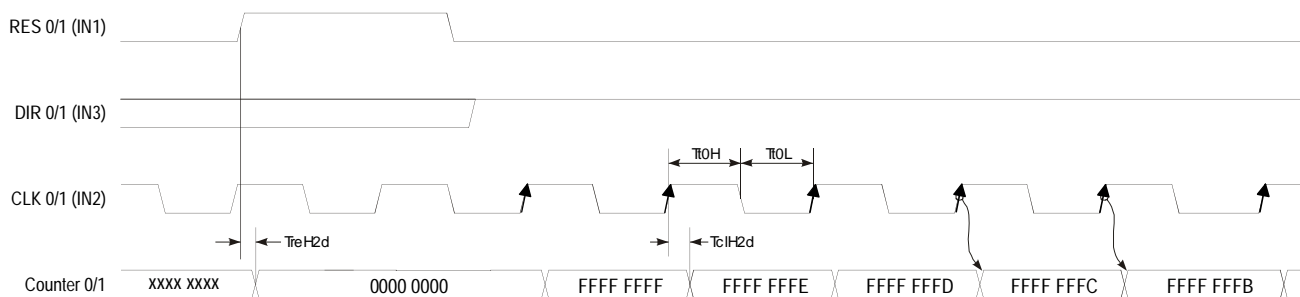 RES 0/1 (IN1)
DIR 0/1 (IN3)
Tt0H Tt0L
CLK 0/1 (IN2)
TreH2d TclH2d
Counter 0/1 XXXX XXXX 0000 0000 FFFF FFFF FFFF FFFE FFFF FFFD FFFF FFFC FFFF FFFB